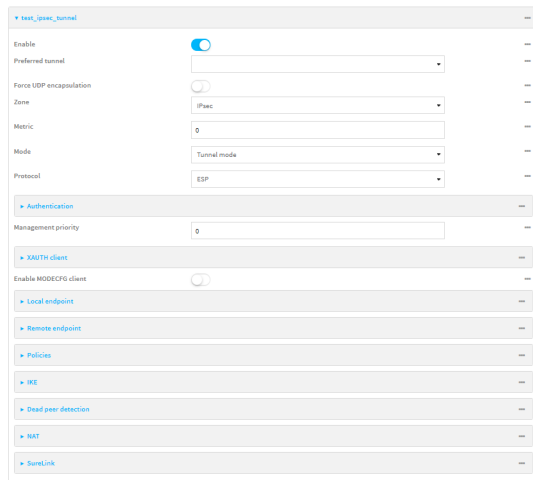 test_ipsec_tunnel
Enable
Preferred tunnel
Force UDP encapsulation
Zone
IPsec
Metric
0
Mode
Tunnel mode
Protocol
ESP
Authentication
Management priority
0
XAUTH client
Enable MODECFG client
Local endpoint
Remote endpoint
Policies
IKE
Dead peer detection
NAT
SureLink